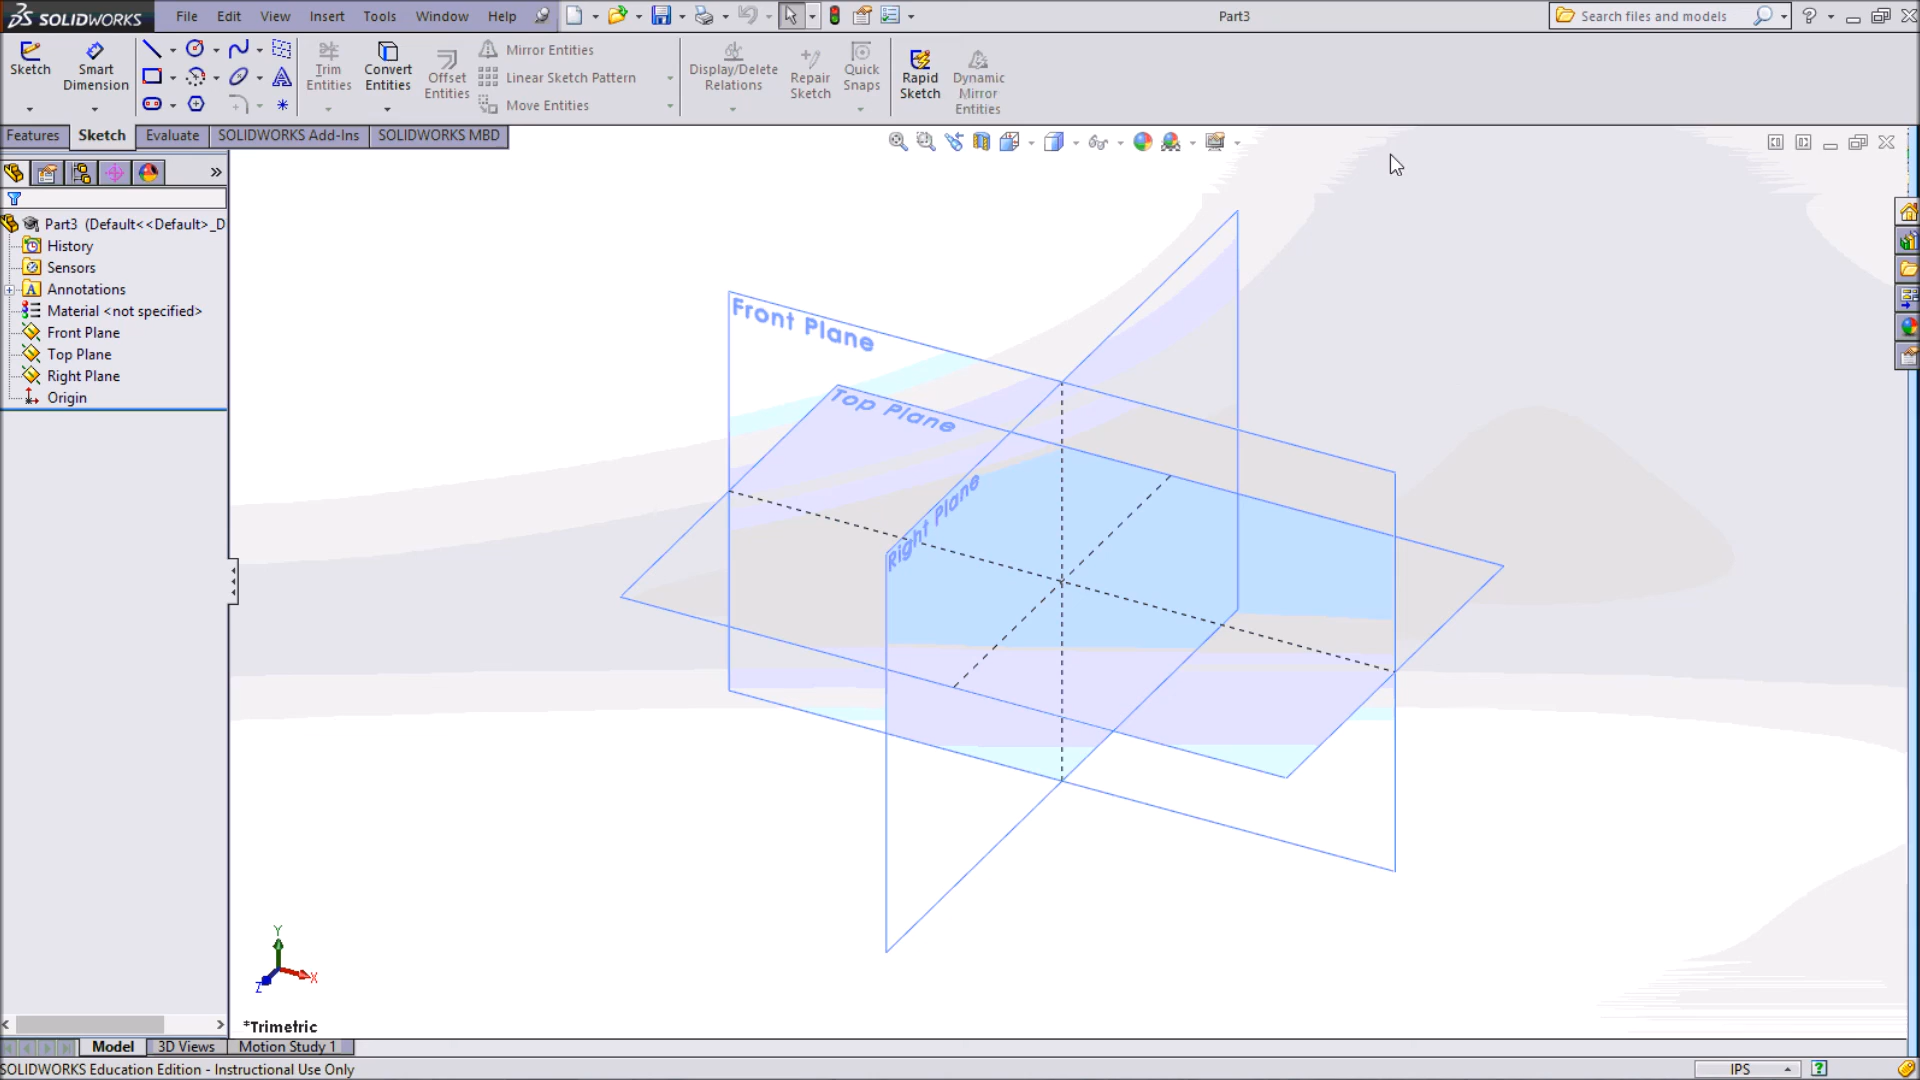 SOLIDWORKS File Edit View Insert Tools Window Help Part3 Search files and models
Sketch
Smart Dimension
Trim Entities
Convert Entities
Offset Entities
Mirror Entities
Linear Sketch Pattern
Move Entities
Display/Delete Relations
Repair Sketch
Quick Snaps
Rapid Sketch
Dynamic Mirror Entities
Features Sketch Evaluate SOLIDWORKS Add-Ins SOLIDWORKS MBD
Part3 (Default<<Default>_D
History
Sensors
Annotations
Material <not specified>
Front Plane
Top Plane
Right Plane
Origin
Front Plane
Top Plane
Right Plane
Y
X
Z
*Trimetric
Model 3D Views Motion Study 1
SOLIDWORKS Education Edition - Instructional Use Only IPS